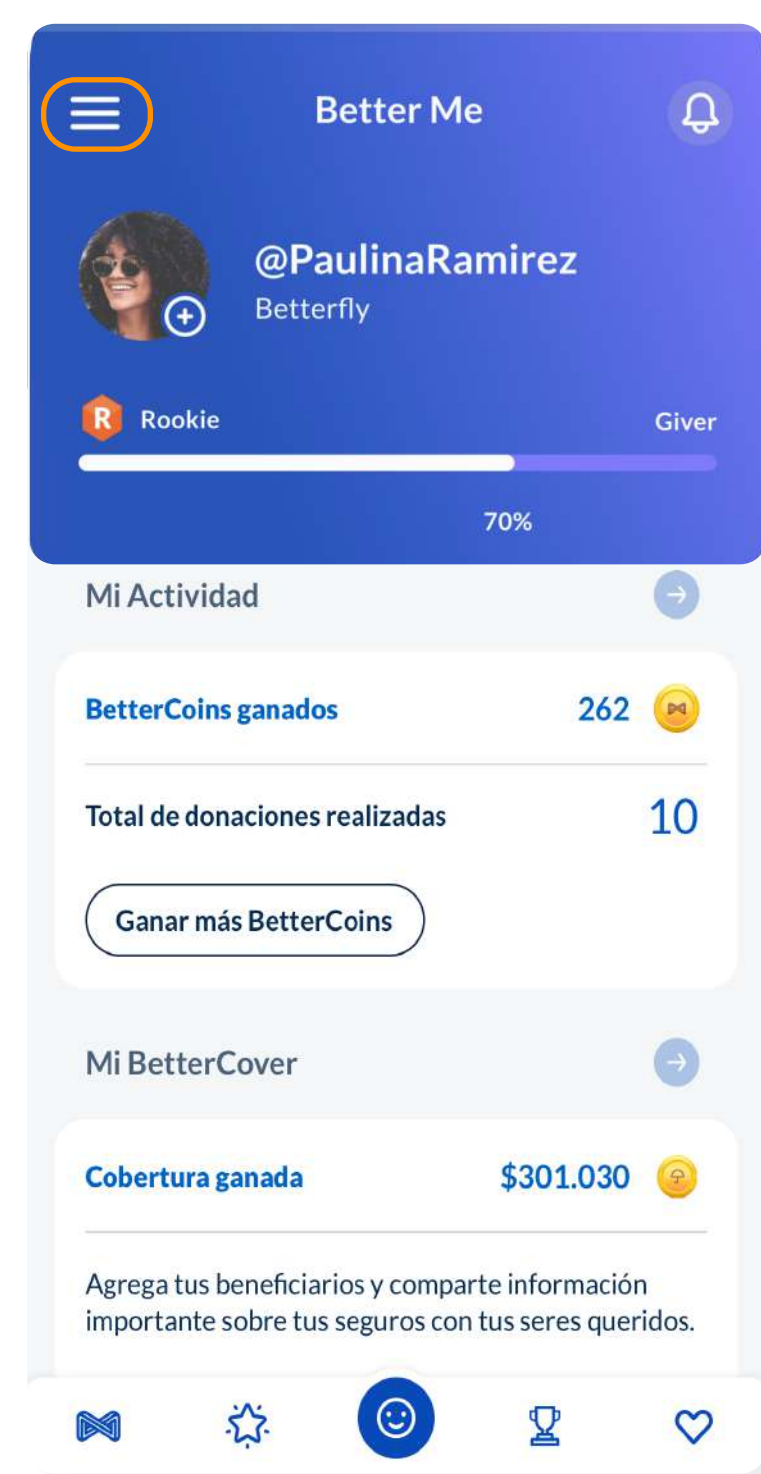 Better Me
@PaulinaRamirez
Betterfly
R Rookie Giver
70%
Mi Actividad
BetterCoins ganados 262
Total de donaciones realizadas 10
Ganar más BetterCoins
Mi BetterCover
Cobertura ganada $301.030
Agrega tus beneficiarios y comparte información
importante sobre tus seguros con tus seres queridos.